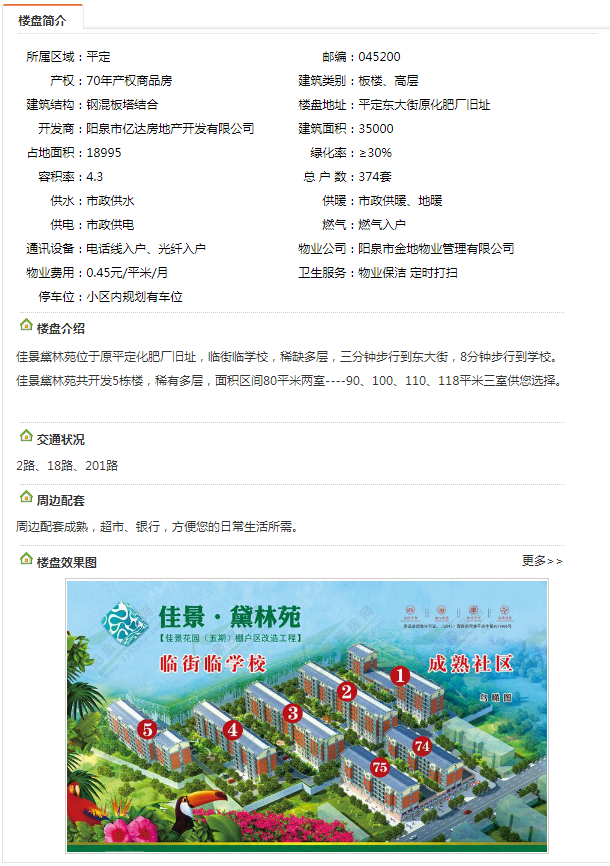 楼盘简介
所属区域：平定 邮编：045200
产权：70年产权商品房 建筑类别：板楼、高层
建筑结构：钢混板塔结合 楼盘地址：平定东大街原化肥厂旧址
开发商：阳泉市亿达房地产开发有限公司 建筑面积：35000
占地面积：18995 绿化率：≥30%
容积率：4.3 总 户 数：374套
供水：市政供水 供暖：市政供暖、地暖
供电：市政供电 燃气：燃气入户
通讯设备：电话线入户、光纤入户 物业公司：阳泉市金地物业管理有限公司
物业费用：0.45元/平米/月 卫生服务：物业保洁 定时打扫
停车位：小区内规划有车位
楼盘介绍
佳景黛林苑位于原平定化肥厂旧址，临街临学校，稀缺多层，三分钟步行到东大街，8分钟步行到学校。
佳景黛林苑共开发5栋楼，稀有多层，面积区间80平米两室----90、100、110、118平米三室供您选择。
交通状况
2路、18路、201路
周边配套
周边配套成熟，超市、银行，方便您的日常生活所需。
楼盘效果图 更多>>
佳景·黛林苑
【佳景花园（五期）棚户区改造工程】
临街临学校 成熟社区
鸟瞰图
1
2
3
4
5
74
75